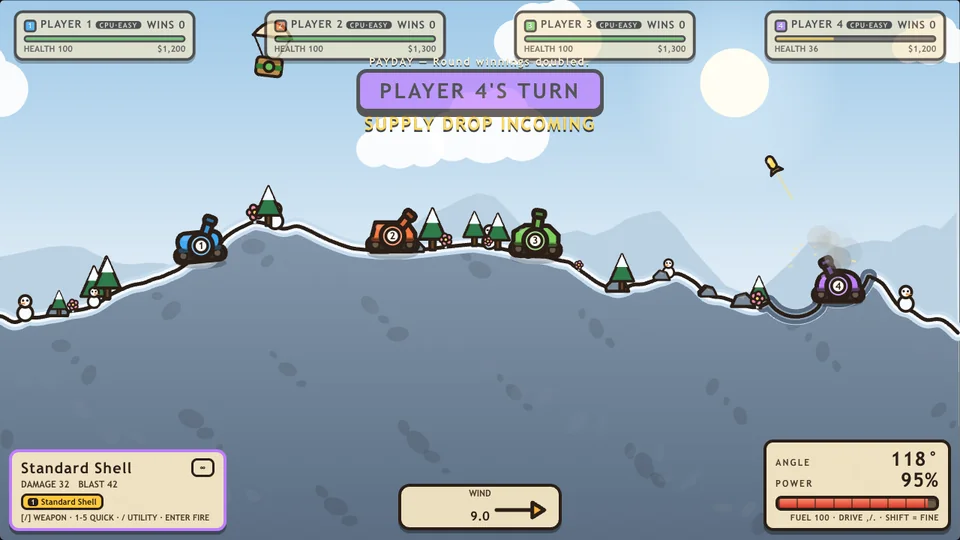 1 PLAYER 1 CPU-EASY WINS 0
HEALTH 100 $1,200
2 PLAYER 2 CPU-EASY WINS 0
HEALTH 100 $1,300
3 PLAYER 3 CPU-EASY WINS 0
HEALTH 100 $1,300
4 PLAYER 4 CPU-EASY WINS 0
HEALTH 36 $1,200
PAYDAY — Round winnings doubled.
PLAYER 4'S TURN
SUPPLY DROP INCOMING
1
2
3
4
Standard Shell ∞
DAMAGE 32 BLAST 42
1 Standard Shell
[/] WEAPON · 1-5 QUICK · / UTILITY · ENTER FIRE
WIND
9.0
ANGLE 118°
POWER 95%
FUEL 100 · DRIVE ,/. · SHIFT = FINE